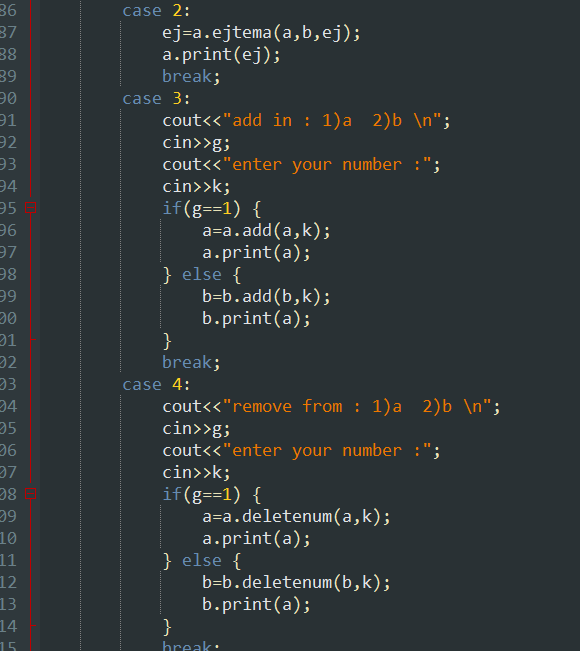 86 case 2:
87 ej=a.ejtema(a,b,ej);
88 a.print(ej);
89 break;
90 case 3:
91 cout<<"add in : 1)a  2)b \n";
92 cin>>g;
93 cout<<"enter your number :";
94 cin>>k;
95 if(g==1) {
96 a=a.add(a,k);
97 a.print(a);
98 } else {
99 b=b.add(b,k);
00 b.print(a);
01 }
02 break;
03 case 4:
04 cout<<"remove from : 1)a  2)b \n";
05 cin>>g;
06 cout<<"enter your number :";
07 cin>>k;
08 if(g==1) {
09 a=a.deletenum(a,k);
10 a.print(a);
11 } else {
12 b=b.deletenum(b,k);
13 b.print(a);
14 }
15 break;